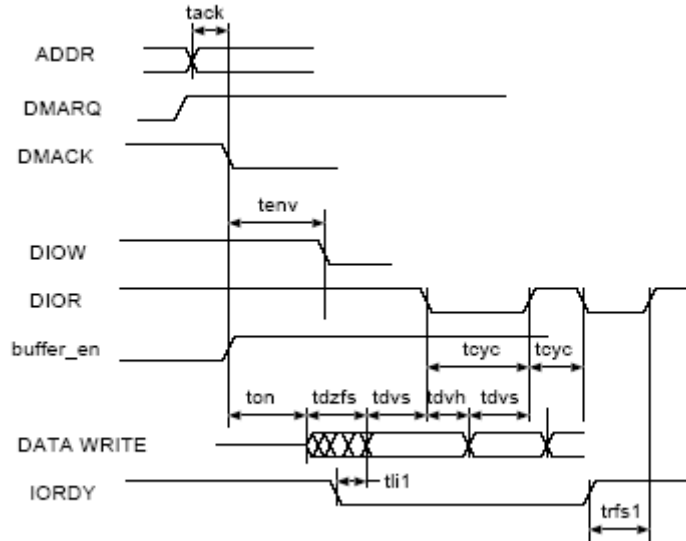 tack
ADDR
DMARQ
DMACK
tenv
DIOW
DIOR
buffer_en
tcyc tcyc
ton tdzfs tdvs tdvh tdvs
DATA WRITE
tli1
IORDY
trfs1